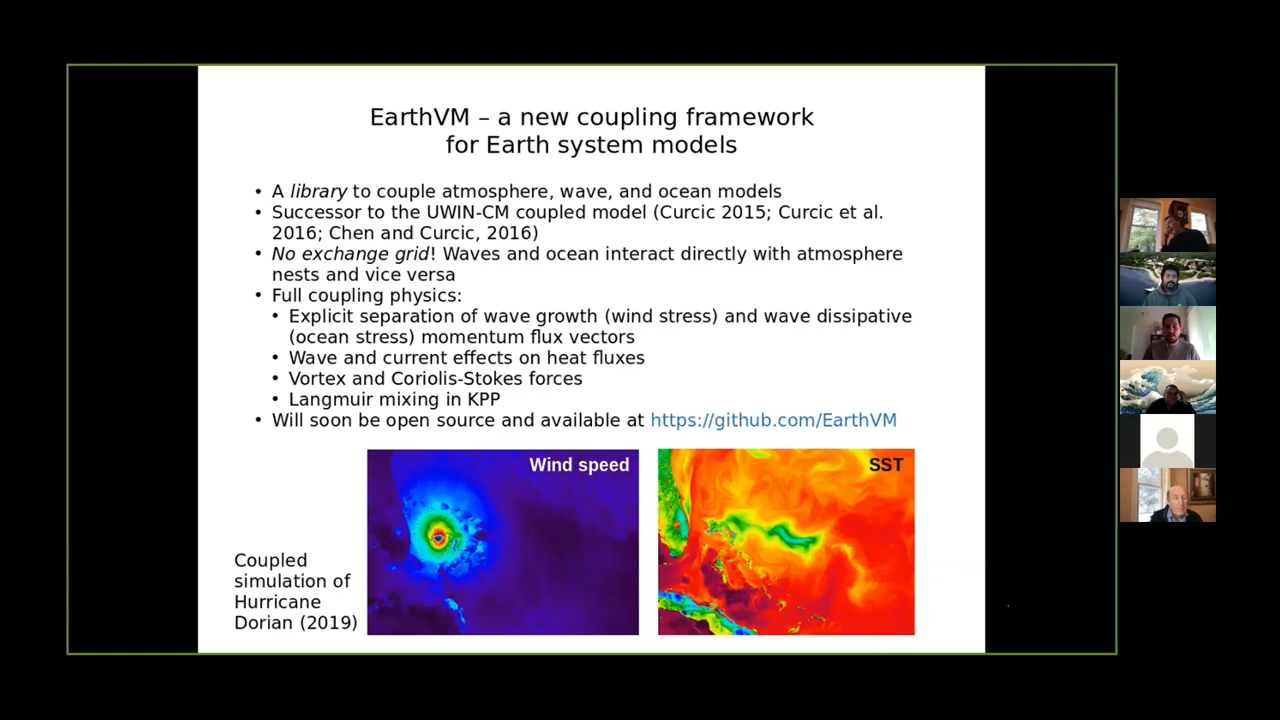 EarthVM – a new coupling framework
for Earth system models
• A library to couple atmosphere, wave, and ocean models
• Successor to the UWIN-CM coupled model (Curcic 2015; Curcic et al.
2016; Chen and Curcic, 2016)
• No exchange grid! Waves and ocean interact directly with atmosphere
nests and vice versa
• Full coupling physics:
• Explicit separation of wave growth (wind stress) and wave dissipative
(ocean stress) momentum flux vectors
• Wave and current effects on heat fluxes
• Vortex and Coriolis-Stokes forces
• Langmuir mixing in KPP
• Will soon be open source and available at https://github.com/EarthVM
Wind speed
SST
Coupled
simulation of
Hurricane
Dorian (2019)